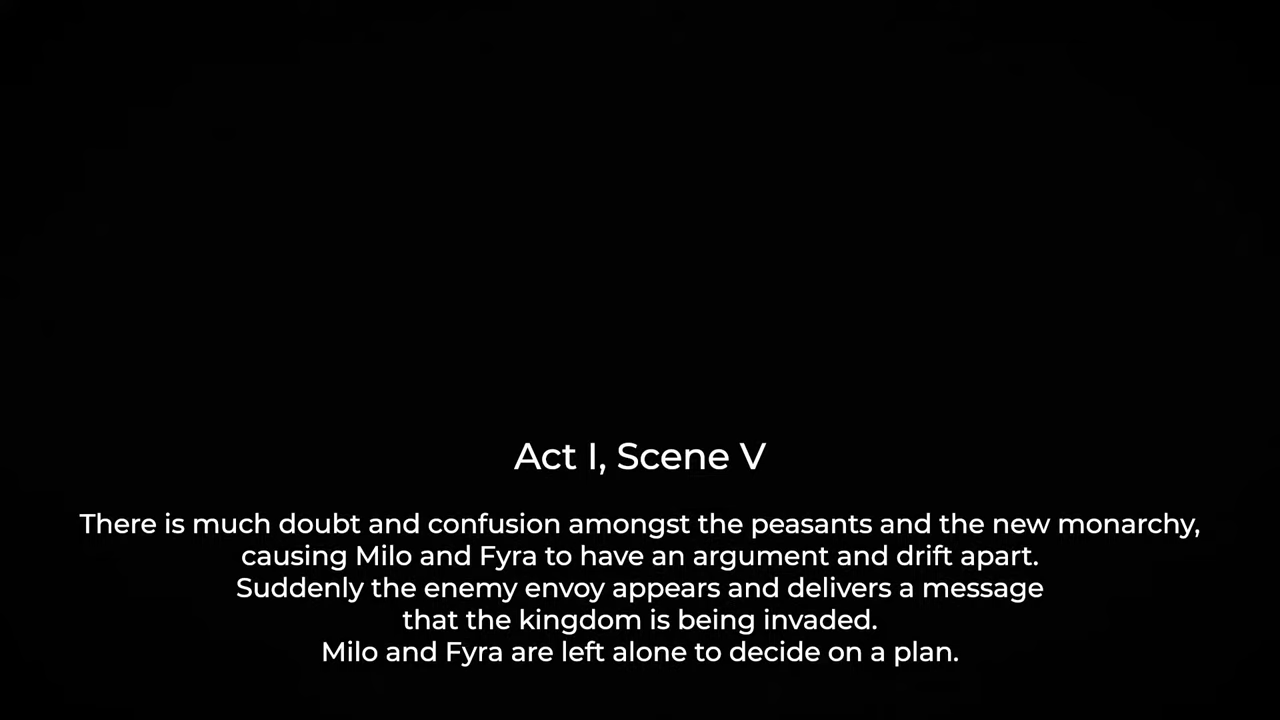 Act I, Scene V
There is much doubt and confusion amongst the peasants and the new monarchy,
causing Milo and Fyra to have an argument and drift apart.
Suddenly the enemy envoy appears and delivers a message
that the kingdom is being invaded.
Milo and Fyra are left alone to decide on a plan.